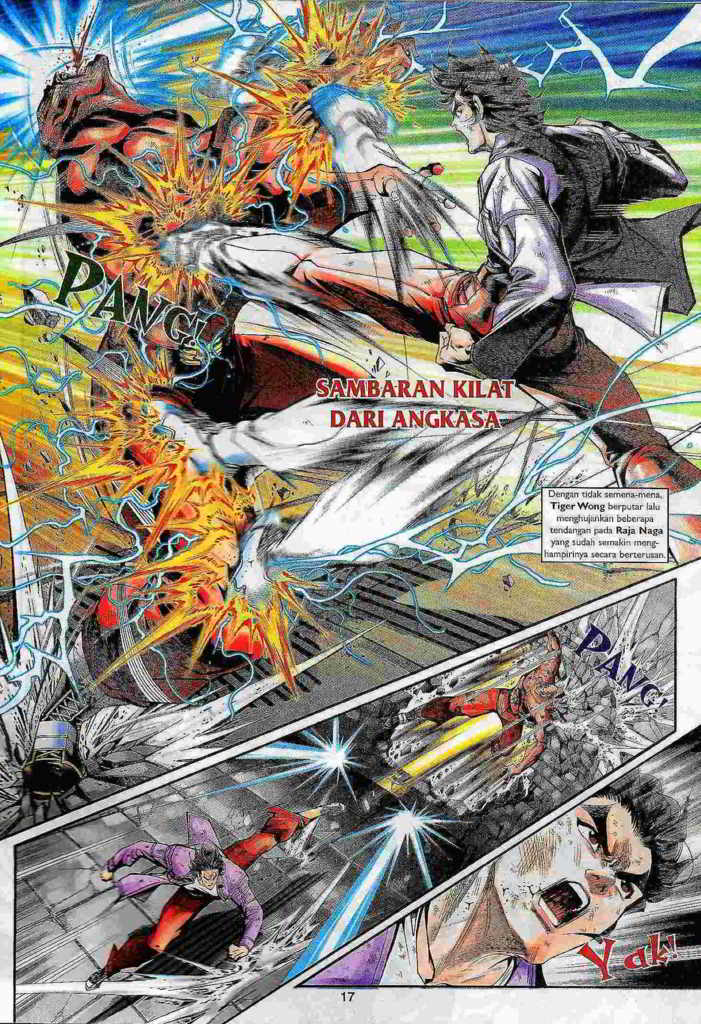 PANG!
SAMBARAN KILAT
DARI ANGKASA
Dengan tidak semena-mena,
Tiger Wong berputar lalu
menghujankan beberapa
tendangan pada Raja Naga
yang sudah semakin meng-
hampirinya secara berterusan.
PANG!
Yak!
17